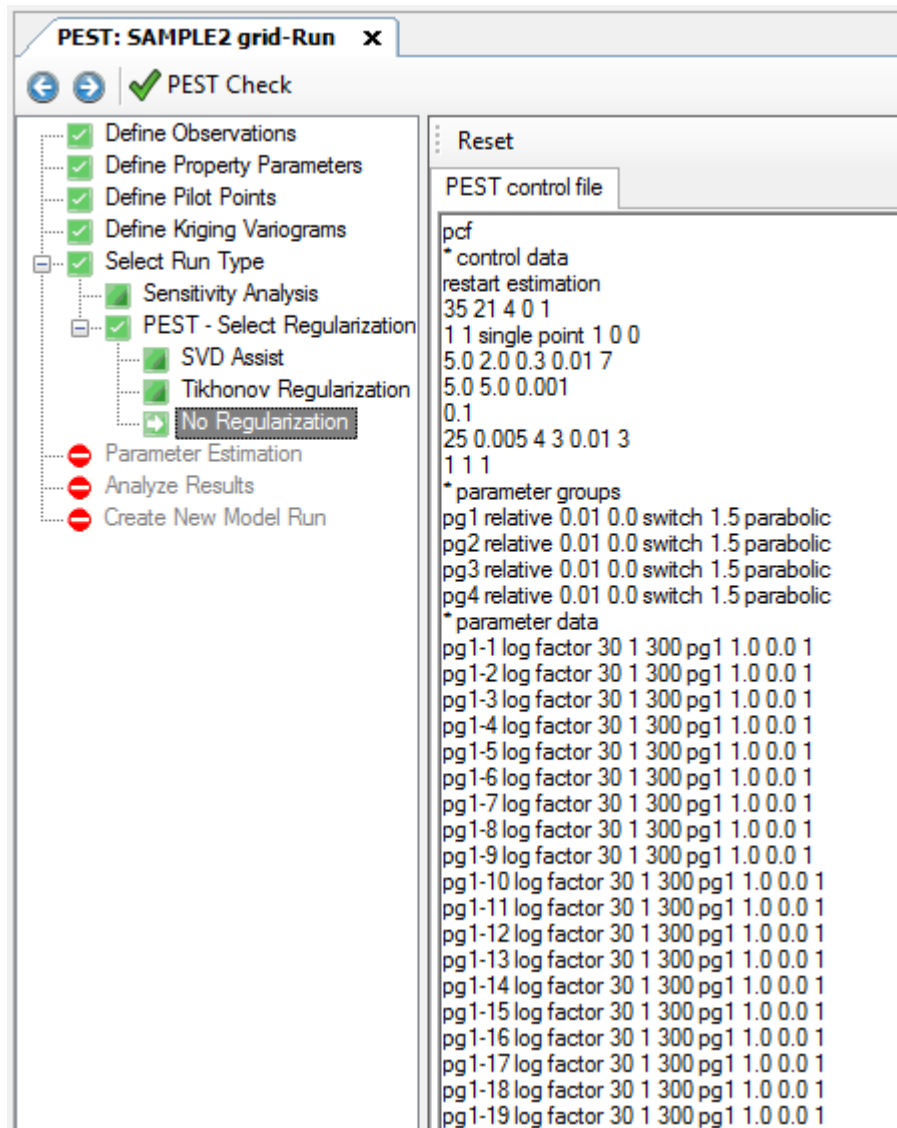 PEST: SAMPLE2 grid-Run x
PEST Check
Define Observations
Define Property Parameters
Define Pilot Points
Define Kriging Variograms
Select Run Type
Sensitivity Analysis
PEST - Select Regularization
SVD Assist
Tikhonov Regularization
No Regularization
Parameter Estimation
Analyze Results
Create New Model Run
Reset
PEST control file
pcf
* control data
restart estimation
35 21 4 0 1
1 1 single point 1 0 0
5.0 2.0 0.3 0.01 7
5.0 5.0 0.001
0.1
25 0.005 4 3 0.01 3
1 1 1
* parameter groups
pg1 relative 0.01 0.0 switch 1.5 parabolic
pg2 relative 0.01 0.0 switch 1.5 parabolic
pg3 relative 0.01 0.0 switch 1.5 parabolic
pg4 relative 0.01 0.0 switch 1.5 parabolic
* parameter data
pg1-1 log factor 30 1 300 pg1 1.0 0.0 1
pg1-2 log factor 30 1 300 pg1 1.0 0.0 1
pg1-3 log factor 30 1 300 pg1 1.0 0.0 1
pg1-4 log factor 30 1 300 pg1 1.0 0.0 1
pg1-5 log factor 30 1 300 pg1 1.0 0.0 1
pg1-6 log factor 30 1 300 pg1 1.0 0.0 1
pg1-7 log factor 30 1 300 pg1 1.0 0.0 1
pg1-8 log factor 30 1 300 pg1 1.0 0.0 1
pg1-9 log factor 30 1 300 pg1 1.0 0.0 1
pg1-10 log factor 30 1 300 pg1 1.0 0.0 1
pg1-11 log factor 30 1 300 pg1 1.0 0.0 1
pg1-12 log factor 30 1 300 pg1 1.0 0.0 1
pg1-13 log factor 30 1 300 pg1 1.0 0.0 1
pg1-14 log factor 30 1 300 pg1 1.0 0.0 1
pg1-15 log factor 30 1 300 pg1 1.0 0.0 1
pg1-16 log factor 30 1 300 pg1 1.0 0.0 1
pg1-17 log factor 30 1 300 pg1 1.0 0.0 1
pg1-18 log factor 30 1 300 pg1 1.0 0.0 1
pg1-19 log factor 30 1 300 pg1 1.0 0.0 1